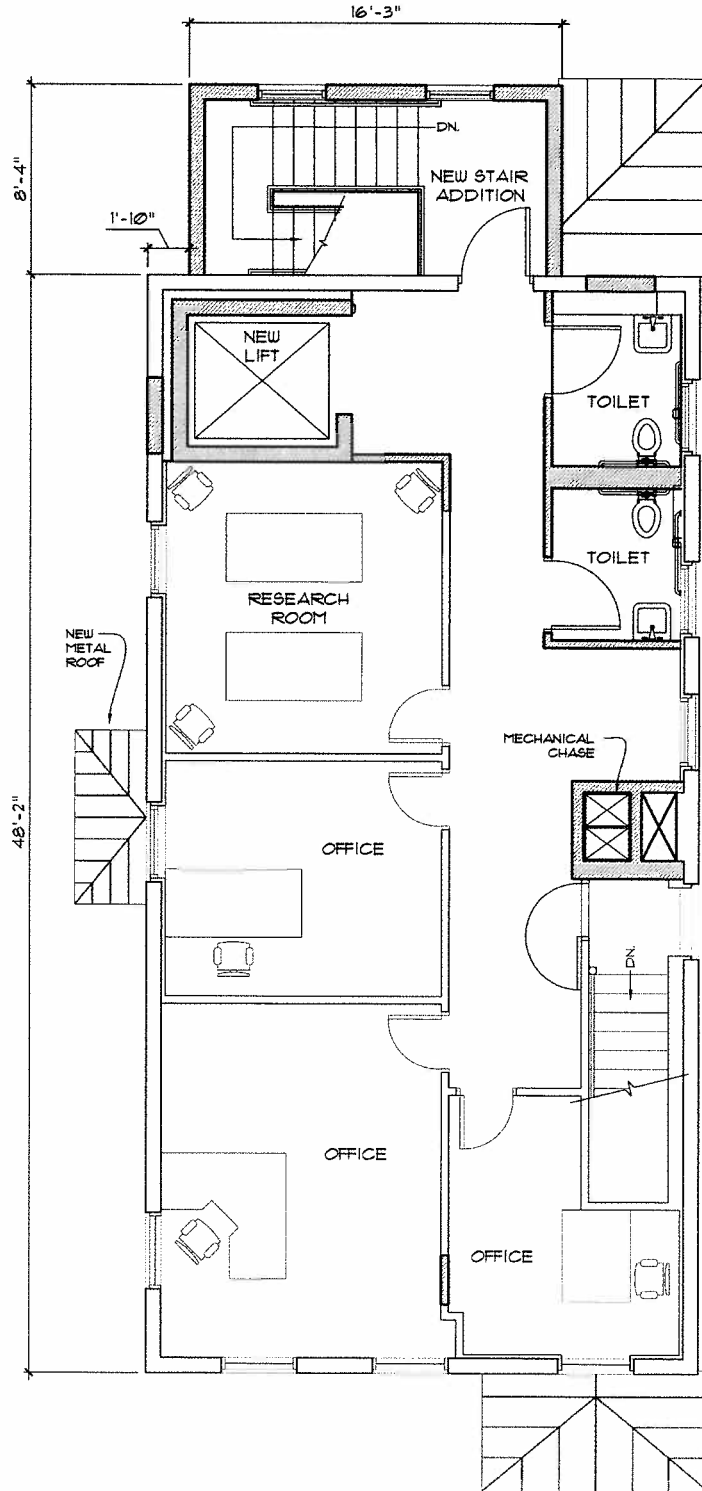 16'-3"
8'-4"
DN.
NEW STAIR
ADDITION
1'-10"
NEW
LIFT
TOILET
TOILET
RESEARCH
ROOM
NEW
METAL
ROOF
MECHANICAL
CHASE
48'-2"
OFFICE
DN.
OFFICE
OFFICE